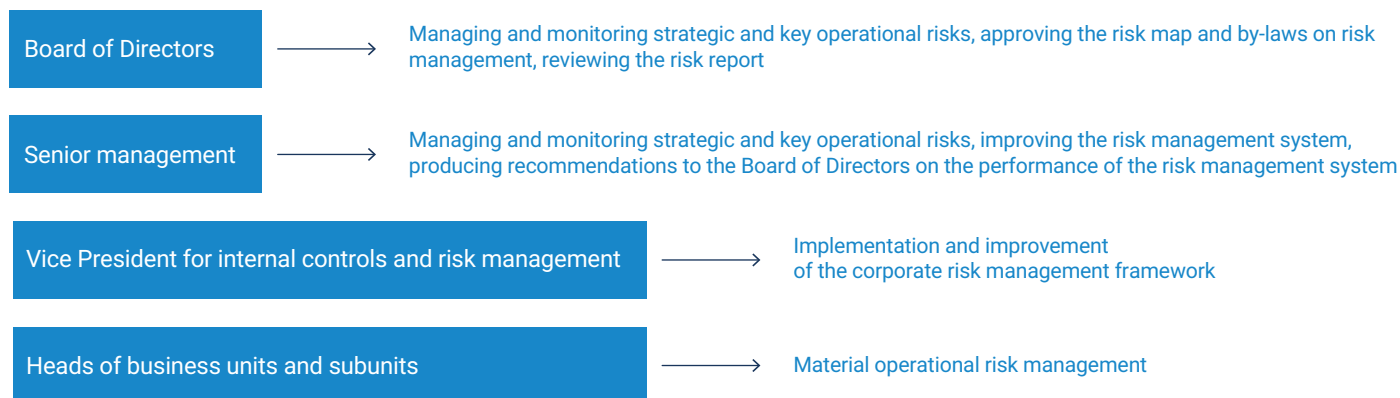 Board of Directors
Managing and monitoring strategic and key operational risks, approving the risk map and by-laws on risk
management, reviewing the risk report
Senior management
Managing and monitoring strategic and key operational risks, improving the risk management system,
producing recommendations to the Board of Directors on the performance of the risk management system
Vice President for internal controls and risk management
Implementation and improvement
of the corporate risk management framework
Heads of business units and subunits
Material operational risk management